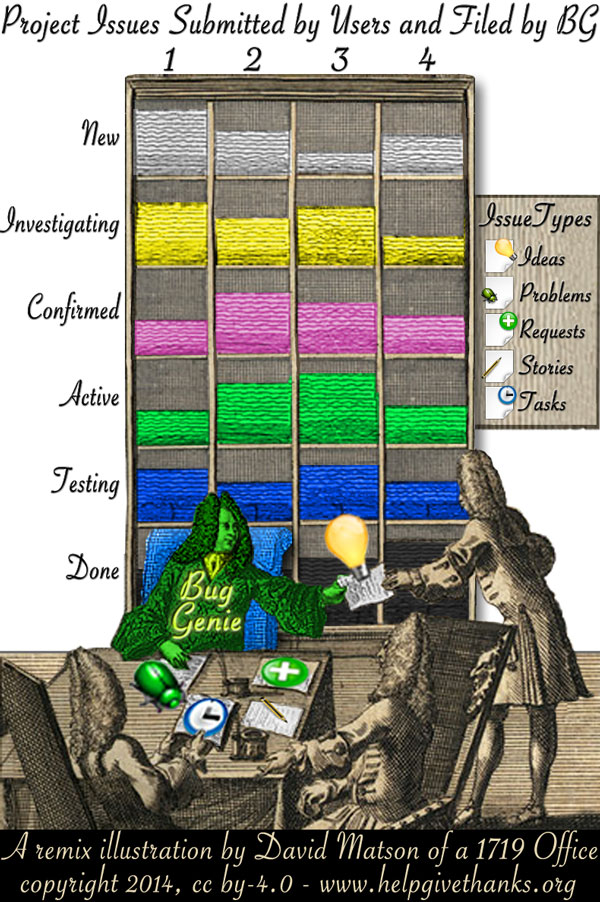 Project Issues Submitted by Users and Filed by BG
1 2 3 4
New
Investigating
Confirmed
Active
Testing
Done
IssueTypes
Ideas
Problems
Requests
Stories
Tasks
Bug
Genie
A remix illustration by David Matson of a 1719 Office
copyright 2014, cc by-4.0 - www.helpgivethanks.org